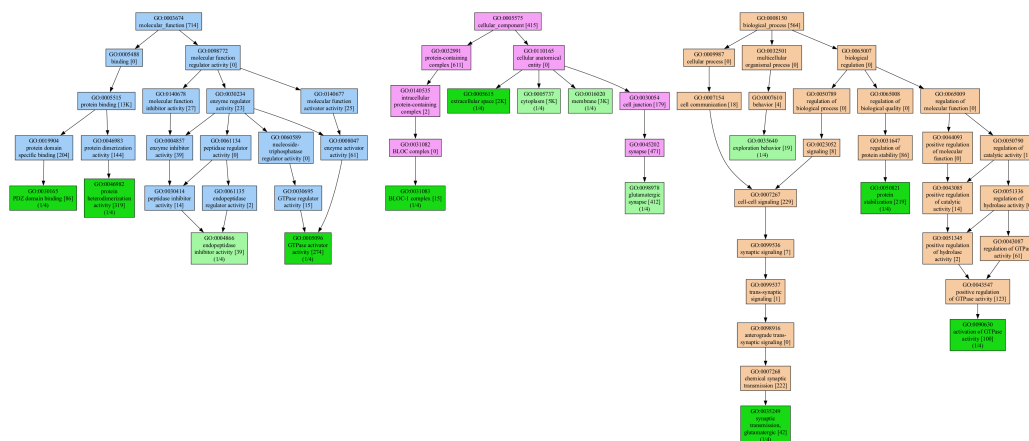 GO:0003674
molecular_function [714]
GO:0005488
binding [0]
GO:0098772
molecular function
regulator activity [0]
GO:0005515
protein binding [13K]
GO:0140678
molecular function
inhibitor activity [27]
GO:0030234
enzyme regulator
activity [23]
GO:0140677
molecular function
activator activity [25]
GO:0019904
protein domain
specific binding [204]
GO:0046983
protein dimerization
activity [144]
GO:0004857
enzyme inhibitor
activity [39]
GO:0061134
peptidase regulator
activity [0]
GO:0060589
nucleoside-
triphosphatase
regulator activity [0]
GO:0008047
enzyme activator
activity [61]
GO:0030165
PDZ domain binding [86]
(1/4)
GO:0046982
protein
heterodimerization
activity [319]
(1/4)
GO:0030414
peptidase inhibitor
activity [14]
GO:0061135
endopeptidase
regulator activity [2]
GO:0030695
GTPase regulator
activity [15]
GO:0004866
endopeptidase
inhibitor activity [39]
(1/4)
GO:0005096
GTPase activator
activity [274]
(1/4)
GO:0005575
cellular_component [415]
GO:0032991
protein-containing
complex [611]
GO:0110165
cellular anatomical
entity [0]
GO:0140535
intracellular
protein-containing
complex [2]
GO:0005615
extracellular space [2K]
(1/4)
GO:0005737
cytoplasm [5K]
(1/4)
GO:0016020
membrane [3K]
(1/4)
GO:0030054
cell junction [179]
GO:0031082
BLOC complex [0]
GO:0045202
synapse [471]
GO:0031083
BLOC-1 complex [15]
(1/4)
GO:0098978
glutamatergic
synapse [412]
(1/4)
GO:0008150
biological_process [564]
GO:0009987
cellular process [0]
GO:0032501
multicellular
organismal process [0]
GO:0065007
biological
regulation [0]
GO:0007154
cell communication [18]
GO:0007610
behavior [4]
GO:0050789
regulation of
biological process [0]
GO:0065008
regulation of
biological quality [0]
GO:0065009
regulation of
molecular function [0]
GO:0035640
exploration behavior [19]
(1/4)
GO:0023052
signaling [8]
GO:0031647
regulation of
protein stability [86]
GO:0044093
positive regulation
of molecular
function [0]
GO:0050790
regulation of
catalytic activity [1
GO:0007267
cell-cell signaling [229]
GO:0050821
protein
stabilization [219]
(1/4)
GO:0043085
positive regulation
of catalytic
activity [14]
GO:0051336
regulation of
hydrolase activity [
GO:0099536
synaptic signaling [7]
GO:0051345
positive regulation
of hydrolase
activity [2]
GO:0043087
regulation of GTPas
activity [61]
GO:0099537
trans-synaptic
signaling [1]
GO:0043547
positive regulation
of GTPase activity [123]
GO:0098916
anterograde trans-
synaptic signaling [0]
GO:0090630
activation of GTPase
activity [108]
(1/4)
GO:0007268
chemical synaptic
transmission [222]
GO:0035249
synaptic
transmission,
glutamatergic [42]
(1/4)